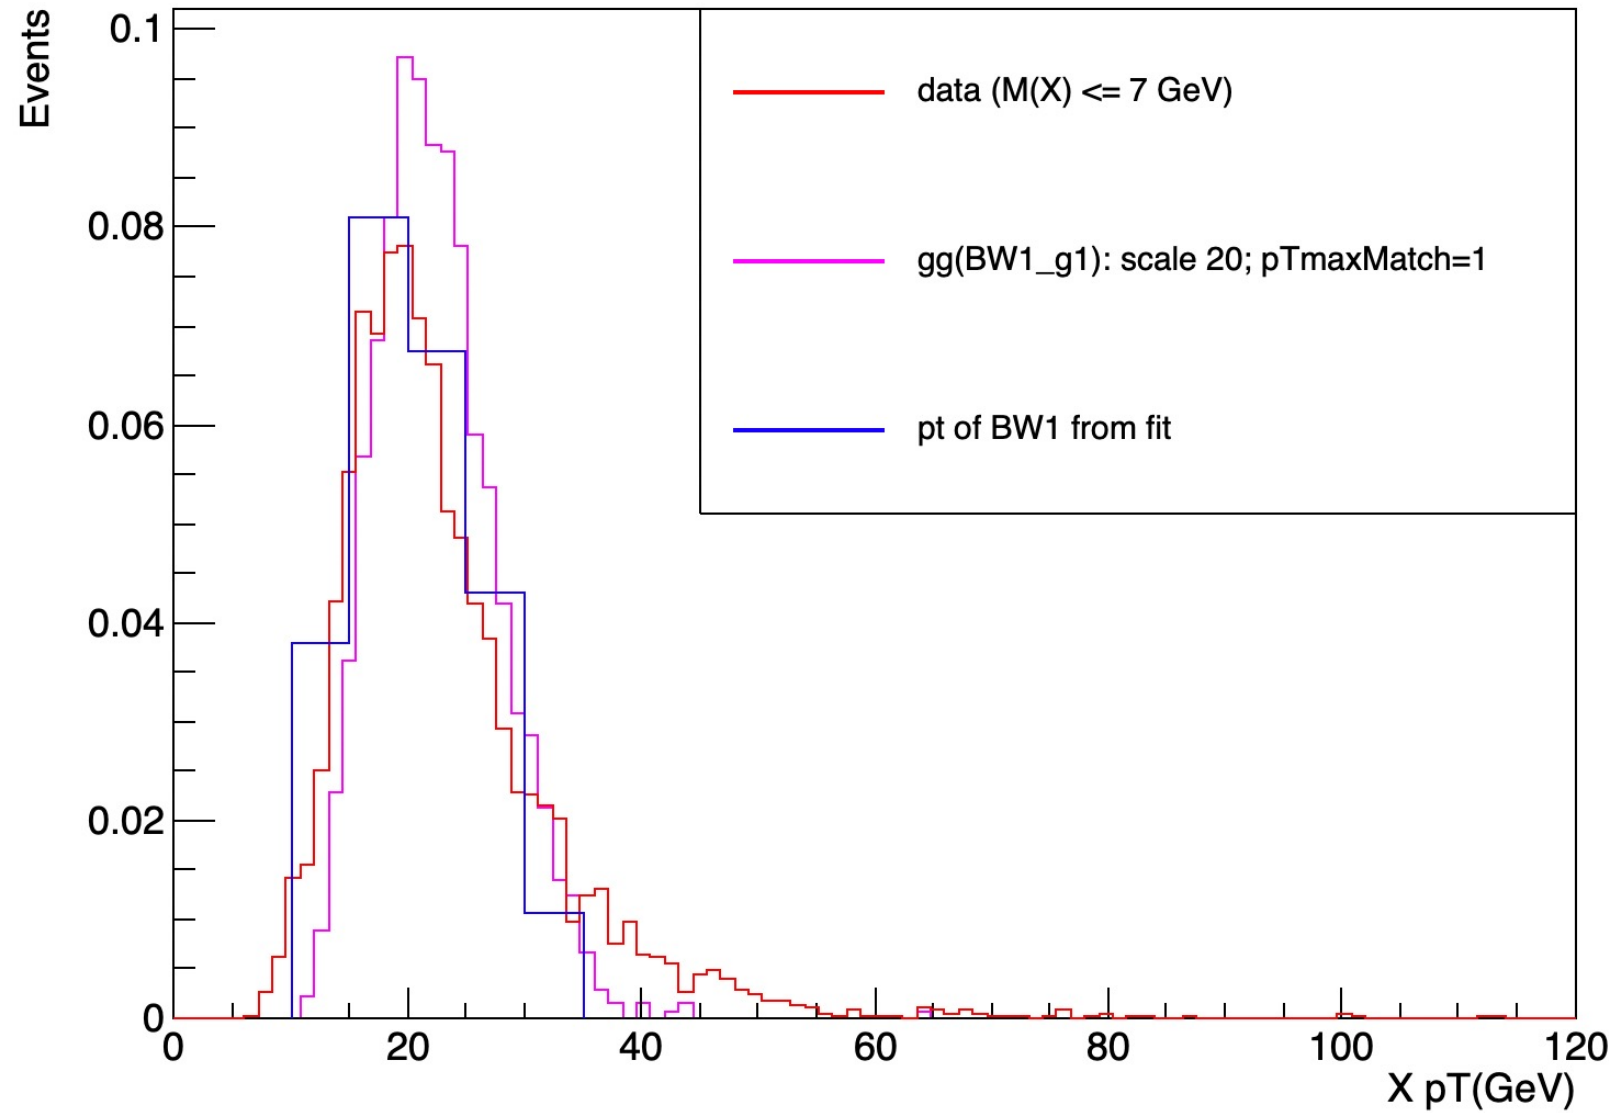 Events
0.1
0.08
0.06
0.04
0.02
0
data (M(X) <= 7 GeV)
gg(BW1_g1): scale 20; pTmaxMatch=1
pt of BW1 from fit
0 20 40 60 80 100 120
X pT(GeV)